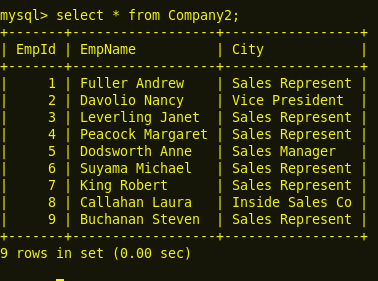 mysql> select * from Company2;
+-------+------------------+-----------------+
| EmpId | EmpName          | City            |
+-------+------------------+-----------------+
|     1 | Fuller Andrew    | Sales Represent |
|     2 | Davolio Nancy    | Vice President  |
|     3 | Leverling Janet  | Sales Represent |
|     4 | Peacock Margaret | Sales Represent |
|     5 | Dodsworth Anne   | Sales Manager   |
|     6 | Suyama Michael   | Sales Represent |
|     7 | King Robert      | Sales Represent |
|     8 | Callahan Laura   | Inside Sales Co |
|     9 | Buchanan Steven  | Sales Represent |
+-------+------------------+-----------------+
9 rows in set (0.00 sec)